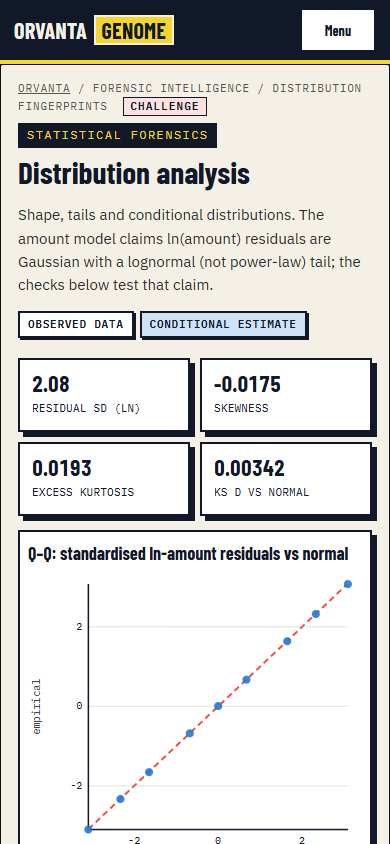 ORVANTA GENOME
Menu
ORVANTA / FORENSIC INTELLIGENCE / DISTRIBUTION
FINGERPRINTS CHALLENGE
STATISTICAL FORENSICS
Distribution analysis
Shape, tails and conditional distributions. The
amount model claims ln(amount) residuals are
Gaussian with a lognormal (not power-law) tail; the
checks below test that claim.
OBSERVED DATA CONDITIONAL ESTIMATE
2.08
RESIDUAL SD (LN)
-0.0175
SKEWNESS
0.0193
EXCESS KURTOSIS
0.00342
KS D VS NORMAL
Q-Q: standardised ln-amount residuals vs normal
2
0
-2
empirical
-2 0 2